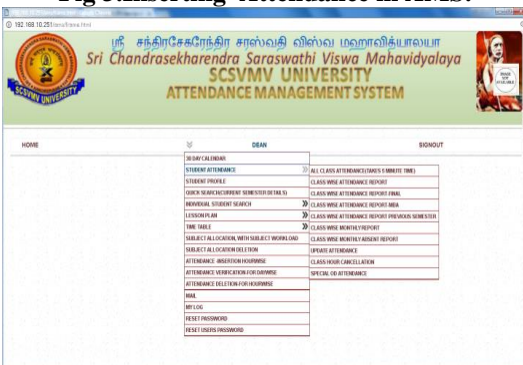 Fig 3.Inserting Attendance in AMS.
192.168.10.251/ams/frame.html
ஸ்ரீ சந்திரசேகரேந்திர சரஸ்வதி விஸ்வ மஹாவித்யாலயா
Sri Chandrasekharendra Saraswathi Viswa Mahavidyalaya
SCSVMV UNIVERSITY
ATTENDANCE MANAGEMENT SYSTEM
SCSVMV UNIVERSITY
IMAGE NOT AVAILABLE
HOME
DEAN
SIGNOUT
30 DAY CALENDAR
STUDENT ATTENDANCE
STUDENT PROFILE
QUICK SEARCH(CURRENT SEMESTER DETAILS)
INDIVIDUAL STUDENT SEARCH
LESSON PLAN
TIME TABLE
SUBJECT ALLOCATION, WITH SUBJECT WORKLOAD
SUBJECT ALLOCATION DELETION
ATTENDANCE -INSERTION HOURWISE
ATTENDANCE VERIFICATION-FOR DAYWISE
ATTENDANCE DELETION-FOR HOURWISE
MAIL
MY LOG
RESET PASSWORD
RESET USERS PASSWORD
ALL CLASS ATTENDANCE(TAKES 5 MINUTE TIME)
CLASS WISE ATTENDANCE REPORT
CLASS WISE ATTENDANCE REPORT-FINAL
CLASS WISE ATTENDANCE REPORT-MBA
CLASS WISE ATTENDANCE REPORT PREVIOUS SEMESTER
CLASS WISE MONTHLY REPORT
CLASS WISE MONTHLY ABSENT REPORT
UPDATE ATTENDANCE
CLASS HOUR CANCELLATION
SPECIAL OD ATTENDANCE